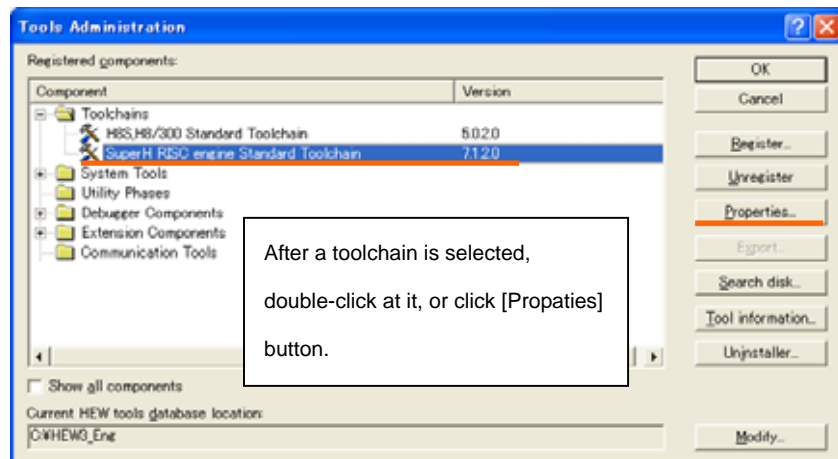 Tools Administration
Registered components:
Component Version
Toolchains
H8S,H8/300 Standard Toolchain 5.0.2.0
SuperH RISC engine Standard Toolchain 7.1.2.0
System Tools
Utility Phases
Debugger Components
Extension Components
Communication Tools
After a toolchain is selected,
double-click at it, or click [Propaties]
button.
Show all components
Current HEW tools database location:
C:¥HEW3_Eng
OK
Cancel
Register...
Unregister
Properties...
Export...
Search disk...
Tool information...
Uninstaller...
Modify...